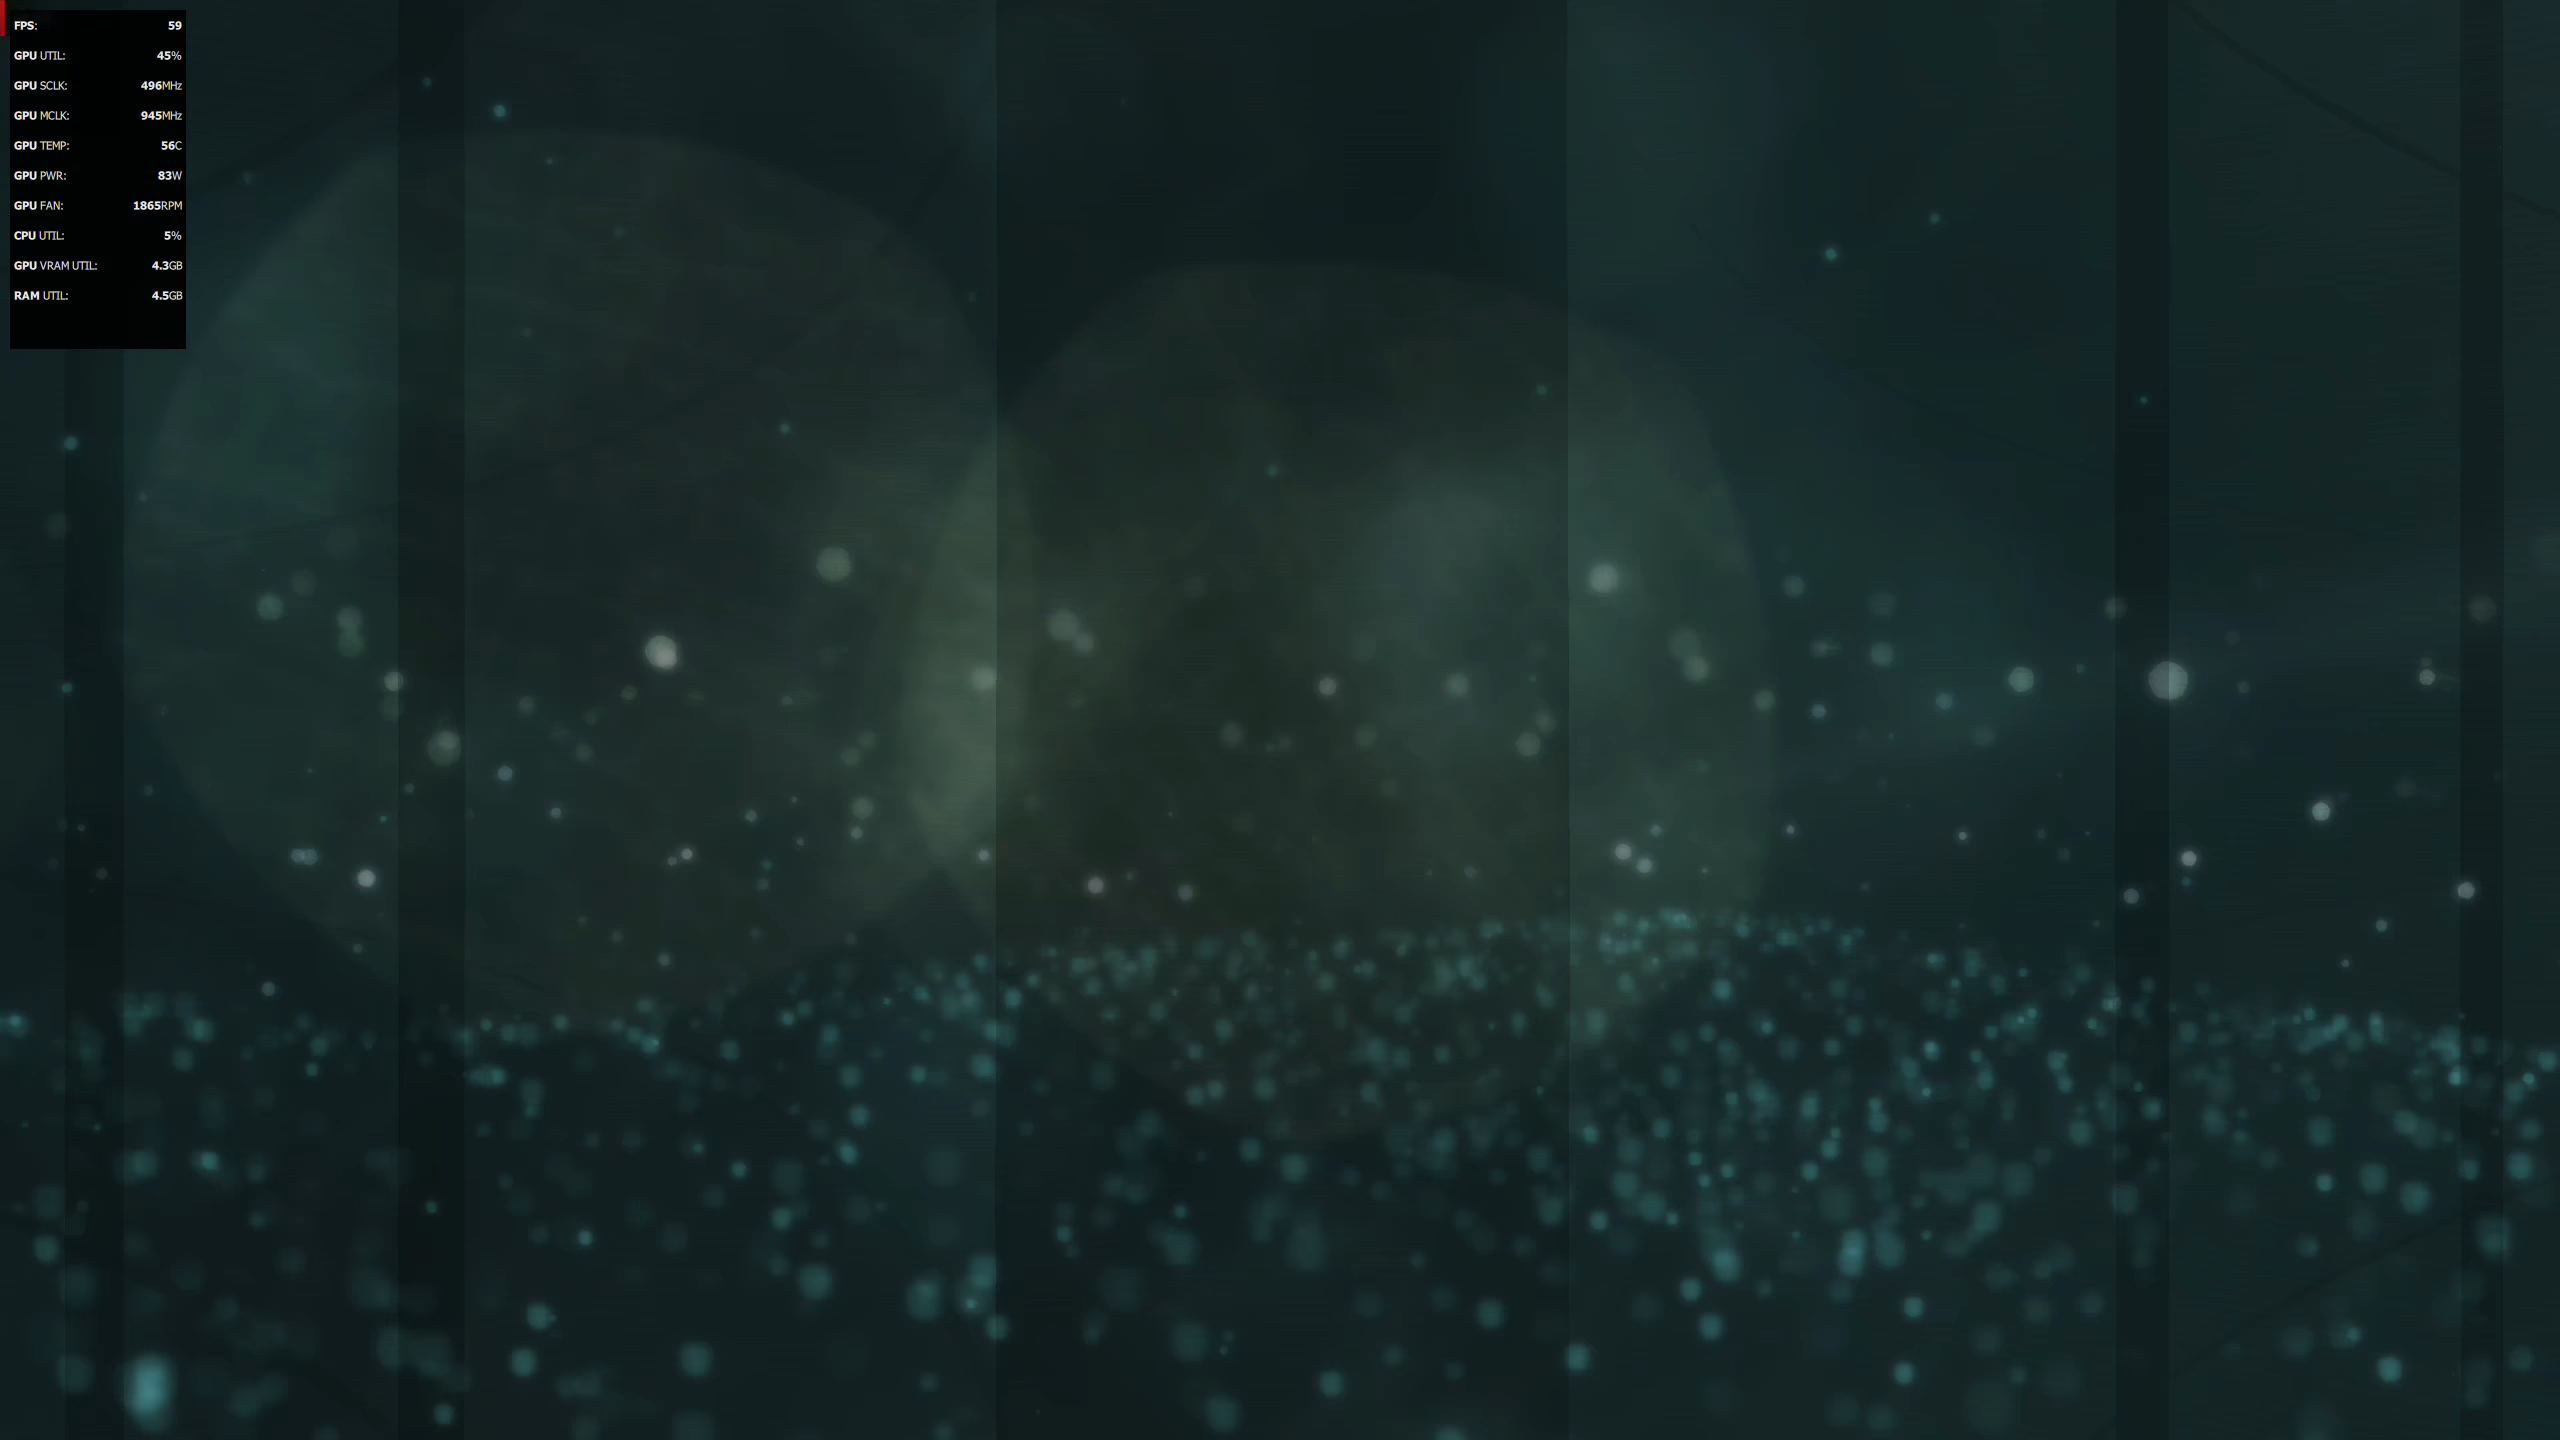 FPS: 59
GPU UTIL: 45%
GPU SCLK: 496MHz
GPU MCLK: 945MHz
GPU TEMP: 56C
GPU PWR: 83W
GPU FAN: 1865RPM
CPU UTIL: 5%
GPU VRAM UTIL: 4.3GB
RAM UTIL: 4.5GB